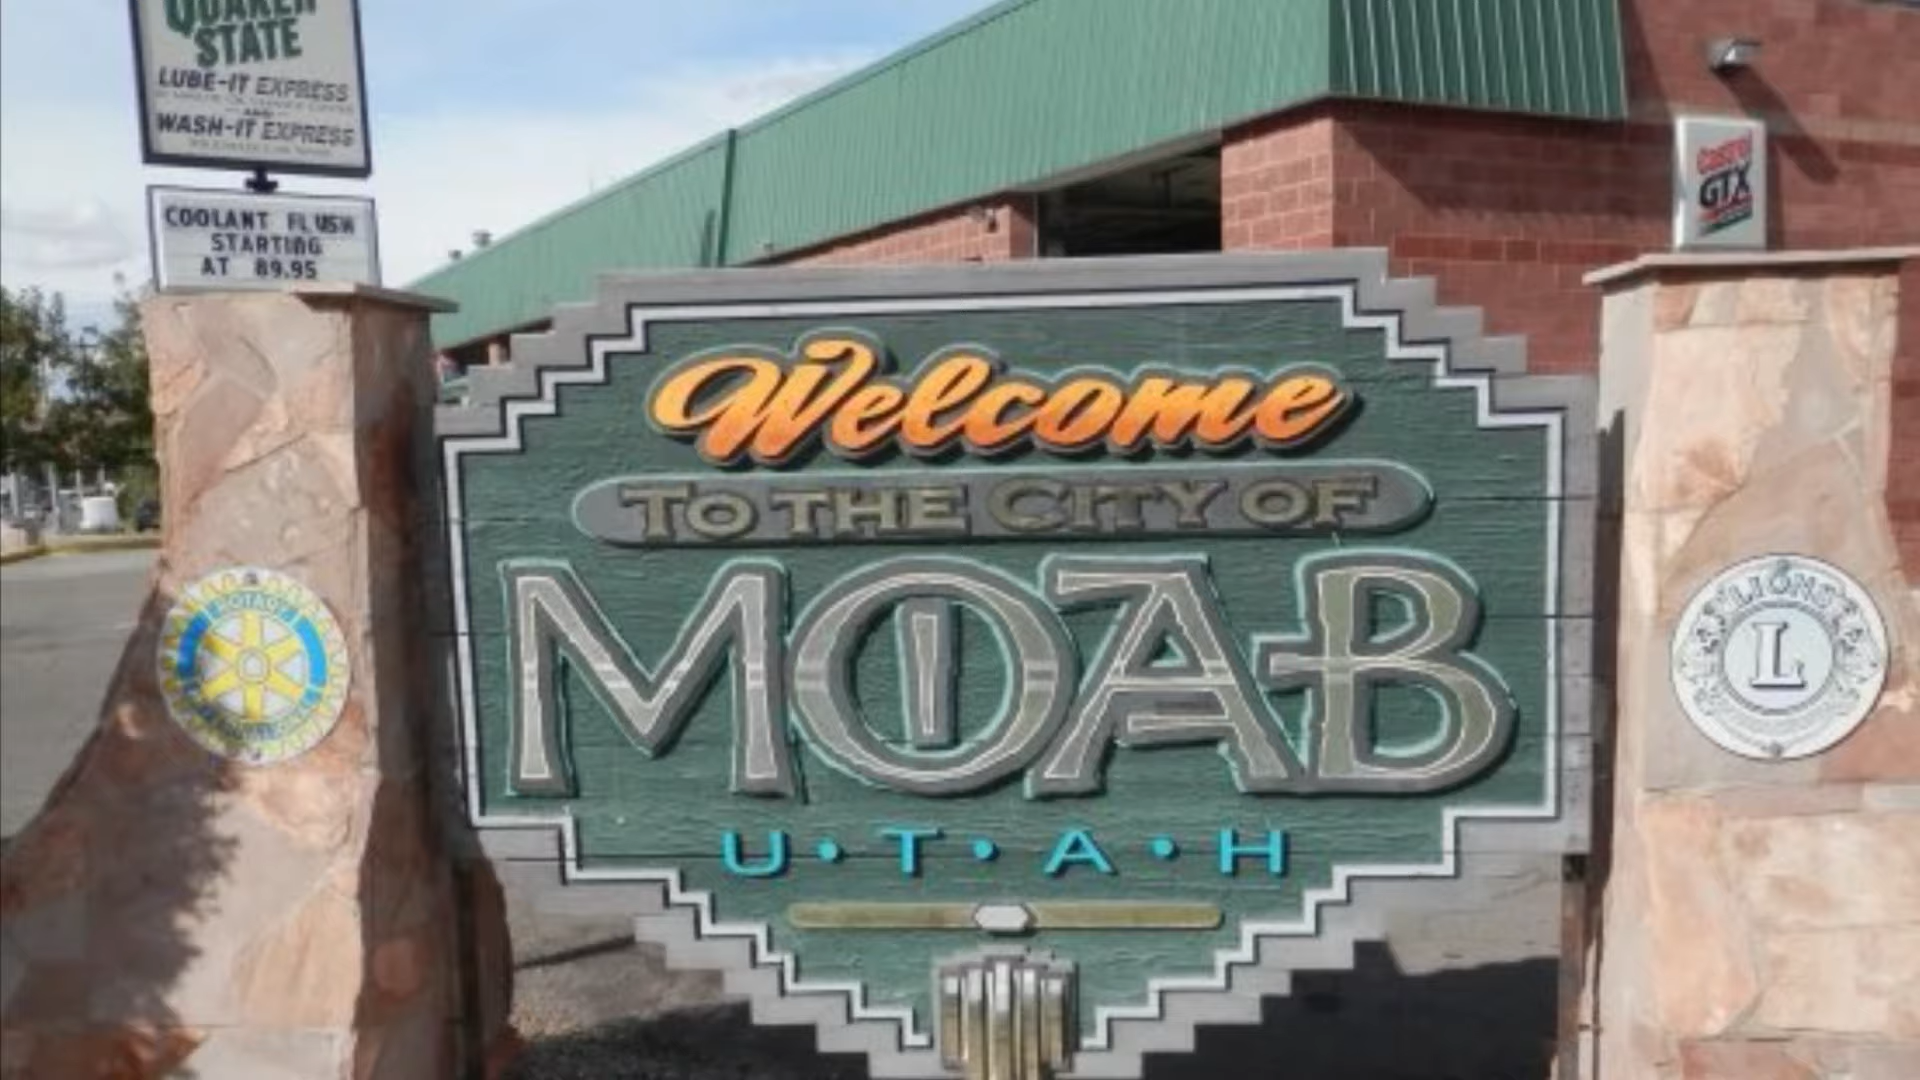 QUAKER
STATE
LUBE-IT EXPRESS
AND
WASH-IT EXPRESS
COOLANT FLUSH
STARTING
AT 89.95
Castrol
GTX
Welcome
TO THE CITY OF
MOAB
U•T•A•H
ROTARY
LIONS
L